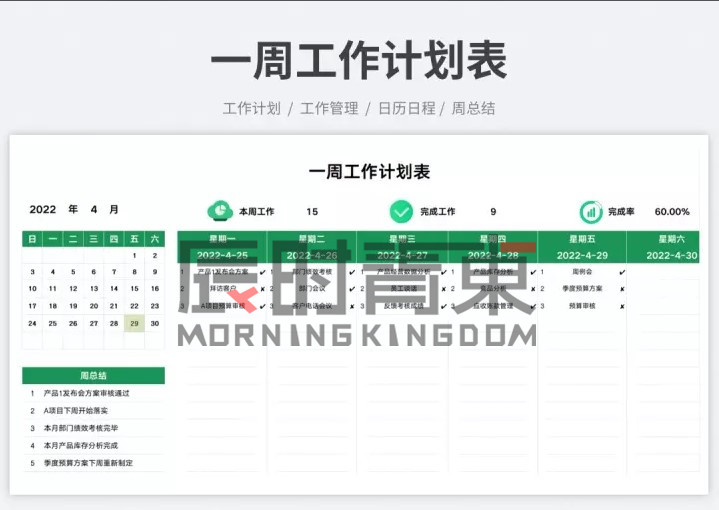 一周工作计划表
工作计划 / 工作管理 / 日历日程 / 周总结
一周工作计划表
2022 年 4 月
本周工作 15 完成工作 9 完成率 60.00%
日 一 二 三 四 五 六
1 2
3 4 5 6 7 8 9
10 11 12 13 14 15 16
17 18 19 20 21 22 23
24 25 26 27 28 29 30
星期一 星期二 星期三 星期四 星期五 星期六
2022-4-25 2022-4-26 2022-4-27 2022-4-28 2022-4-29 2022-4-30
1 产品1发布会方案 ✔ 1 部门绩效考核 ✔ 1 产品经营数据分析 ✔ 1 产品库存分析 ✔ 1 周例会 ✔
2 拜访客户 ✘ 2 部门会议 ✘ 2 员工谈话 ✔ 2 竞品分析 ✘ 2 季度预算方案 ✘
3 A项目预算审核 ✔ 3 客户电话会议 3 反馈考核成绩 ✔ 3 应收账款管理 3 预算审核 ✘
MORNINGKINGDOM
周总结
1 产品1发布会方案审核通过
2 A项目下周开始落实
3 本月部门绩效考核完毕
4 本月产品库存分析完成
5 季度预算方案下周重新制定